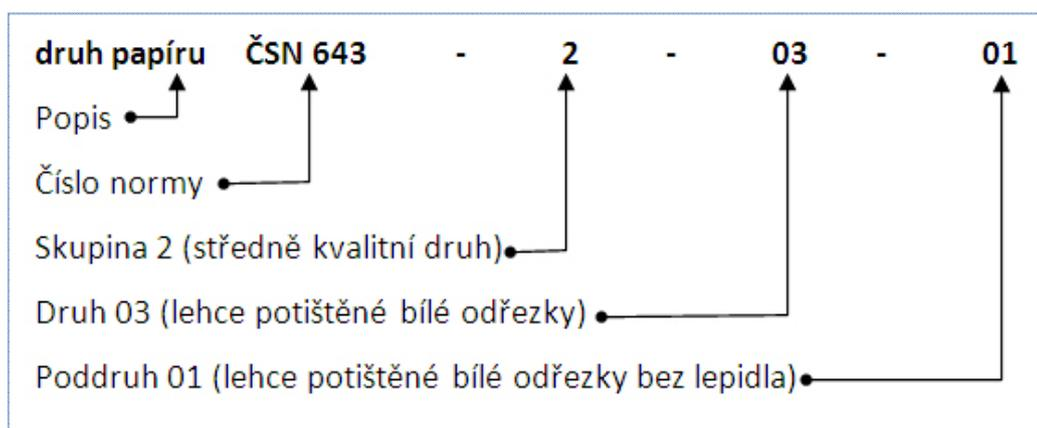 druh papíru ČSN 643 - 2 - 03 - 01
Popis
Číslo normy
Skupina 2 (středně kvalitní druh)
Druh 03 (lehce potištěné bílé odřezky)
Poddruh 01 (lehce potištěné bílé odřezky bez lepidla)